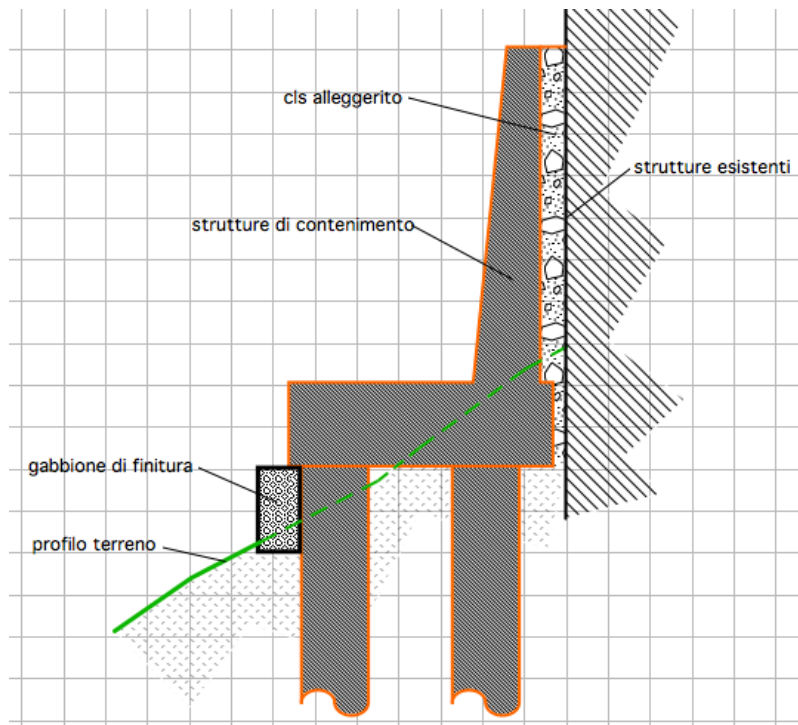 cls alleggerito
strutture esistenti
strutture di contenimento
gabbione di finitura
profilo terreno